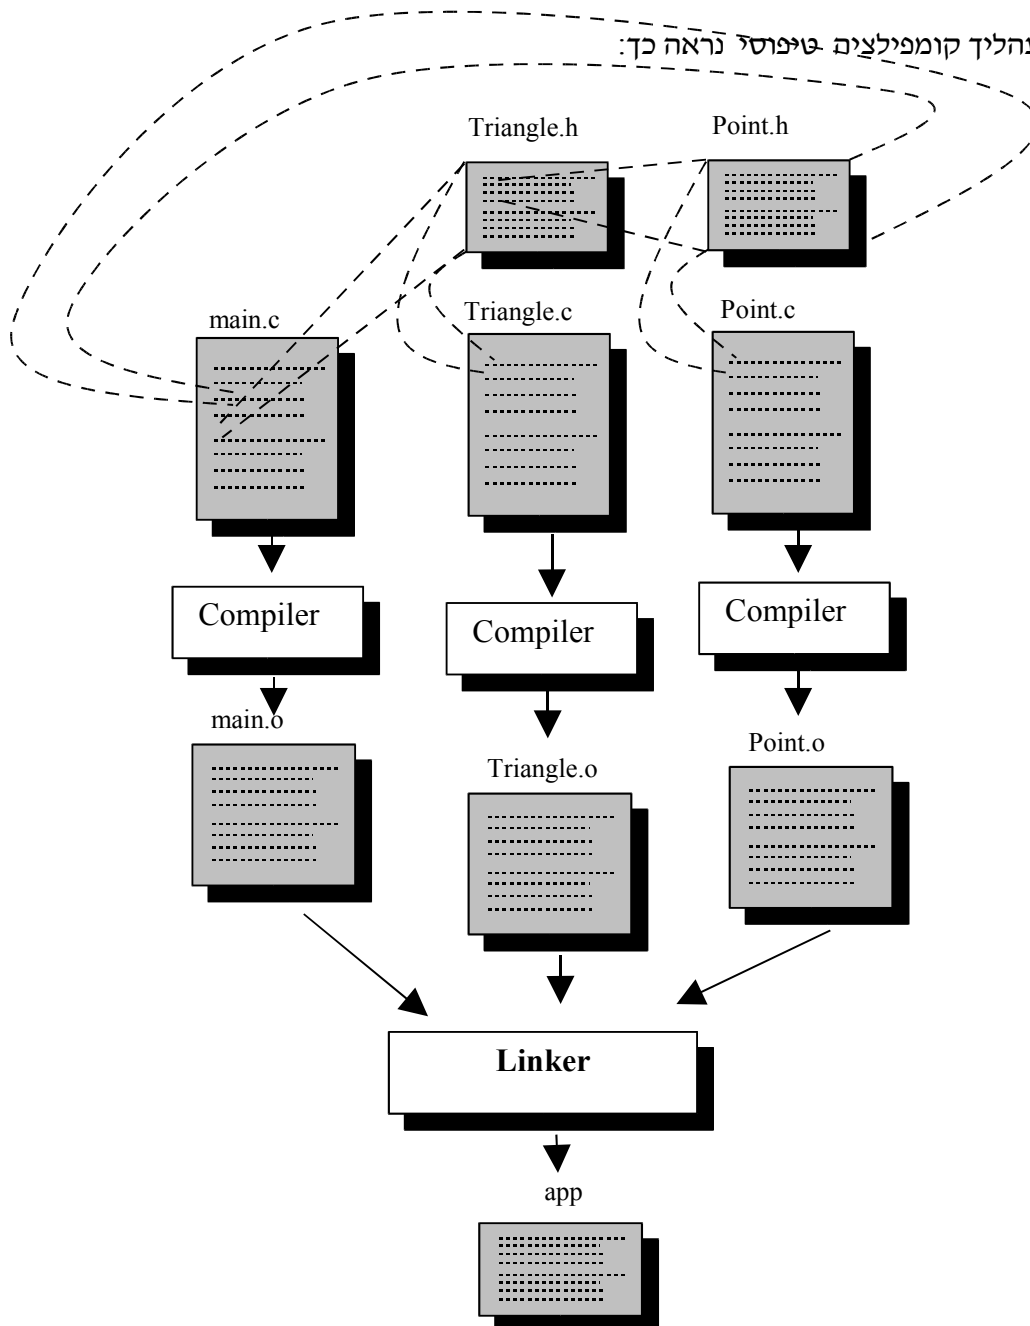 תהליך קומפילציה טיפוסי נראה כך:
Triangle.h
Point.h
main.c
Triangle.c
Point.c
Compiler
Compiler
Compiler
main.o
Triangle.o
Point.o
Linker
app